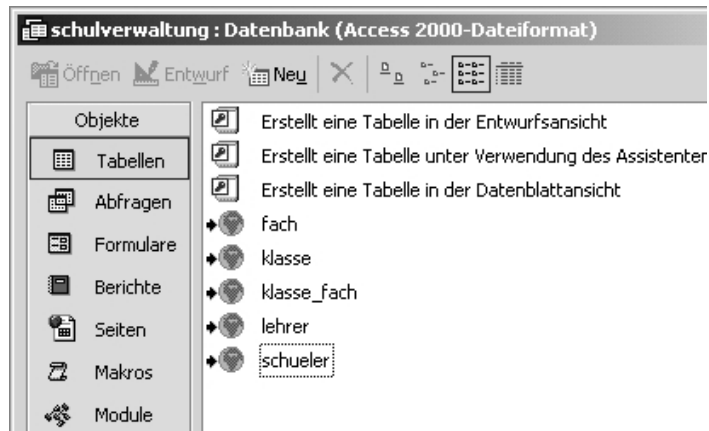 schulverwaltung : Datenbank (Access 2000-Dateiformat)
Öffnen Entwurf Neu
Objekte
Tabellen
Abfragen
Formulare
Berichte
Seiten
Makros
Module
Erstellt eine Tabelle in der Entwurfsansicht
Erstellt eine Tabelle unter Verwendung des Assistenten
Erstellt eine Tabelle in der Datenblattansicht
fach
klasse
klasse_fach
lehrer
schueler